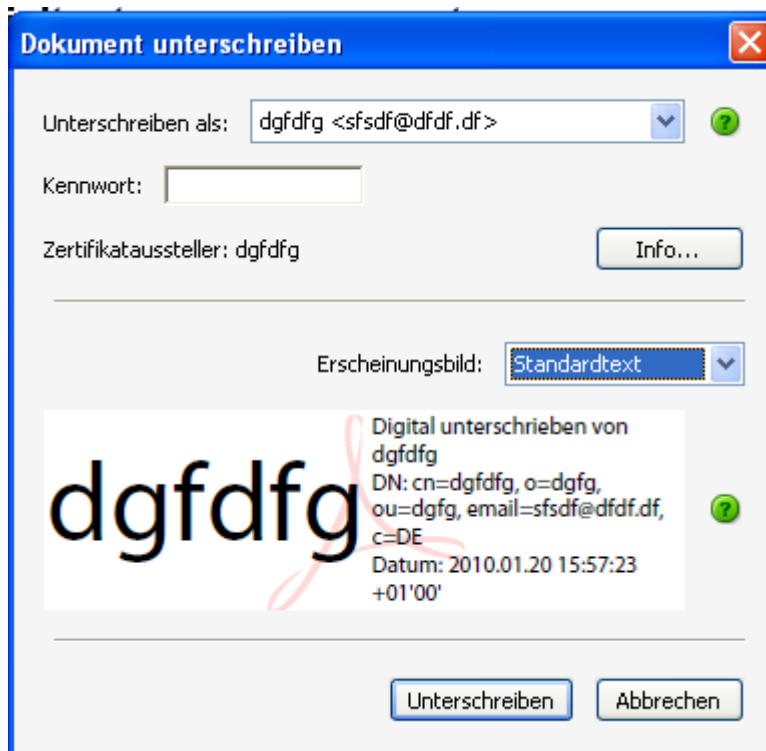 Dokument unterschreiben
Unterschreiben als: dgfdfg <sfsdf@dfdf.df>
Kennwort:
Zertifikataussteller: dgfdfg Info...
Erscheinungsbild: Standardtext
dgfdfg
Digital unterschrieben von
dgfdfg
DN: cn=dgfdfg, o=dgfg,
ou=dgfg, email=sfsdf@dfdf.df,
c=DE
Datum: 2010.01.20 15:57:23
+01'00'
Unterschreiben Abbrechen